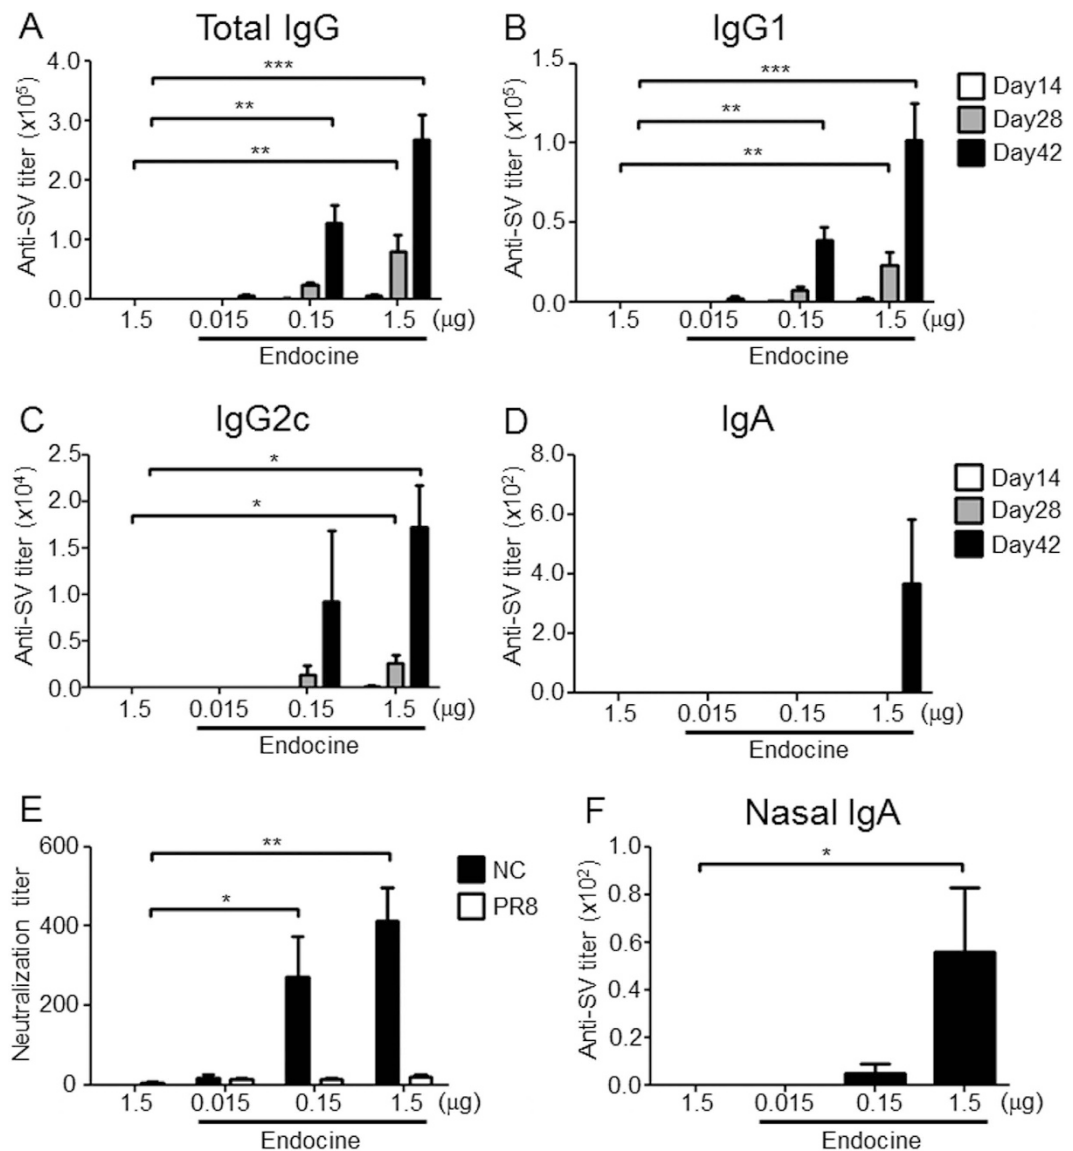 A
Total IgG
Anti-SV titer (x10⁵)
4.0
3.0
2.0
1.0
0.0
***
**
**
1.5 0.015 0.15 1.5 (μg)
Endocine
B
IgG1
Anti-SV titer (x10⁵)
1.5
1.0
0.5
0.0
***
**
**
1.5 0.015 0.15 1.5 (μg)
Endocine
Day14
Day28
Day42
C
IgG2c
Anti-SV titer (x10⁴)
2.5
2.0
1.5
1.0
0.5
0.0
*
*
1.5 0.015 0.15 1.5 (μg)
Endocine
D
IgA
Anti-SV titer (x10²)
8.0
6.0
4.0
2.0
0.0
1.5 0.015 0.15 1.5 (μg)
Endocine
Day14
Day28
Day42
E
Neutralization titer
600
400
200
0
**
*
1.5 0.015 0.15 1.5 (μg)
Endocine
NC
PR8
F
Nasal IgA
Anti-SV titer (x10²)
1.0
0.8
0.6
0.4
0.2
0.0
*
1.5 0.015 0.15 1.5 (μg)
Endocine